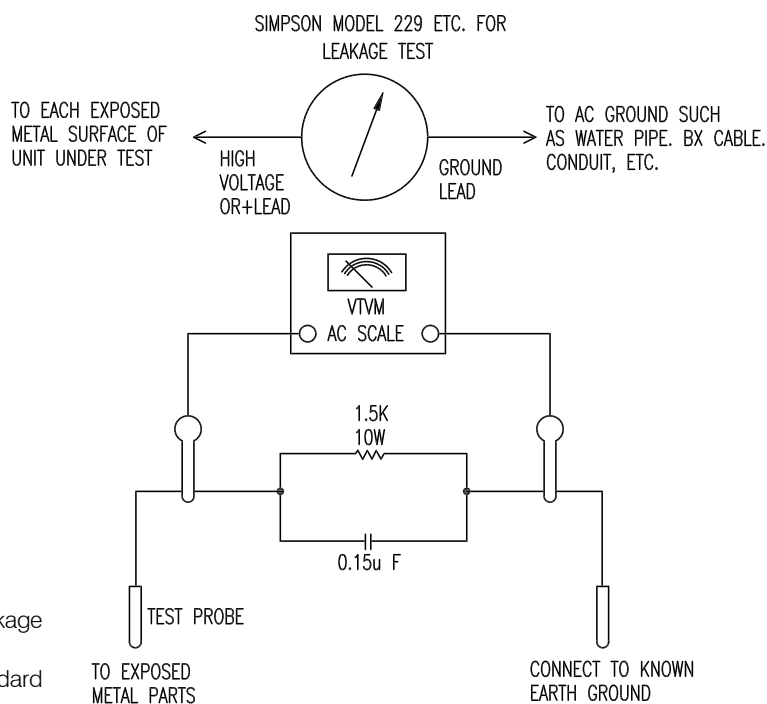 SIMPSON MODEL 229 ETC. FOR
LEAKAGE TEST
TO EACH EXPOSED
METAL SURFACE OF
UNIT UNDER TEST
HIGH
VOLTAGE
OR+LEAD
GROUND
LEAD
TO AC GROUND SUCH
AS WATER PIPE. BX CABLE.
CONDUIT, ETC.
VTVM
AC SCALE
1.5K
10W
0.15u F
kage
dard
TEST PROBE
TO EXPOSED
METAL PARTS
CONNECT TO KNOWN
EARTH GROUND